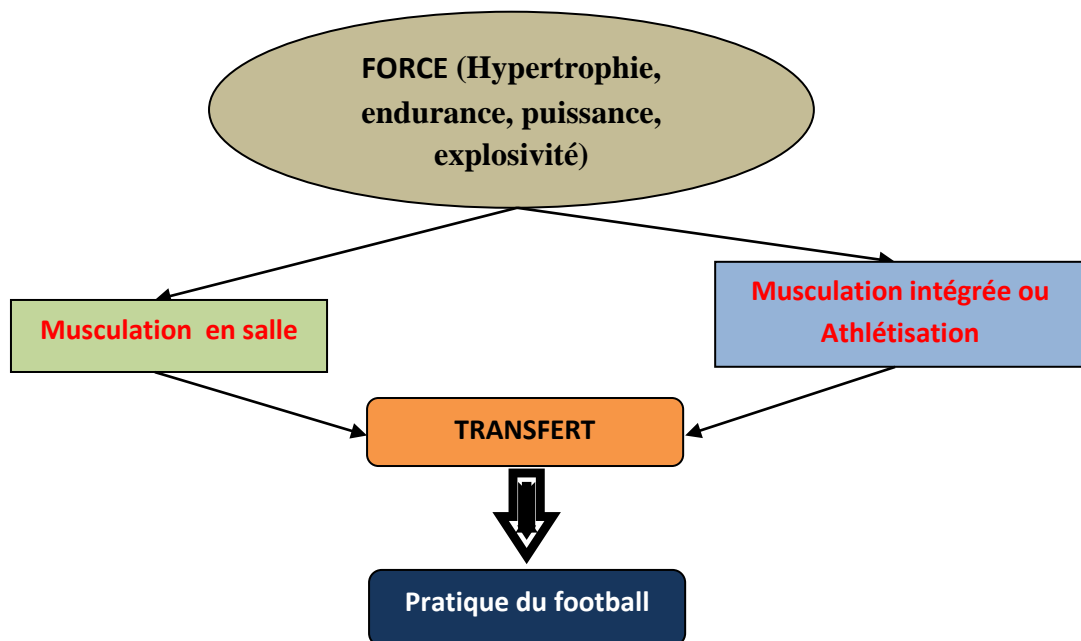 FORCE (Hypertrophie,
endurance, puissance,
explosivité)
Musculation en salle
Musculation intégrée ou
Athlétisation
TRANSFERT
Pratique du football